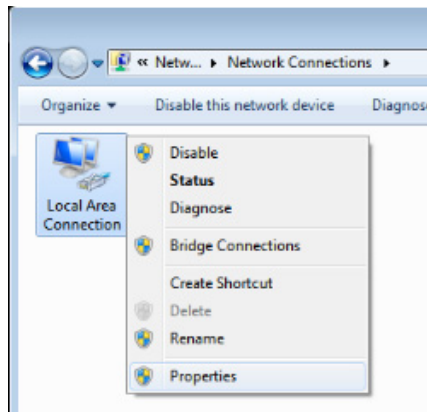 « Netw... ▸ Network Connections ▸
Organize ▾ Disable this network device Diagnos
Local Area
Connection
Disable
Status
Diagnose
Bridge Connections
Create Shortcut
Delete
Rename
Properties